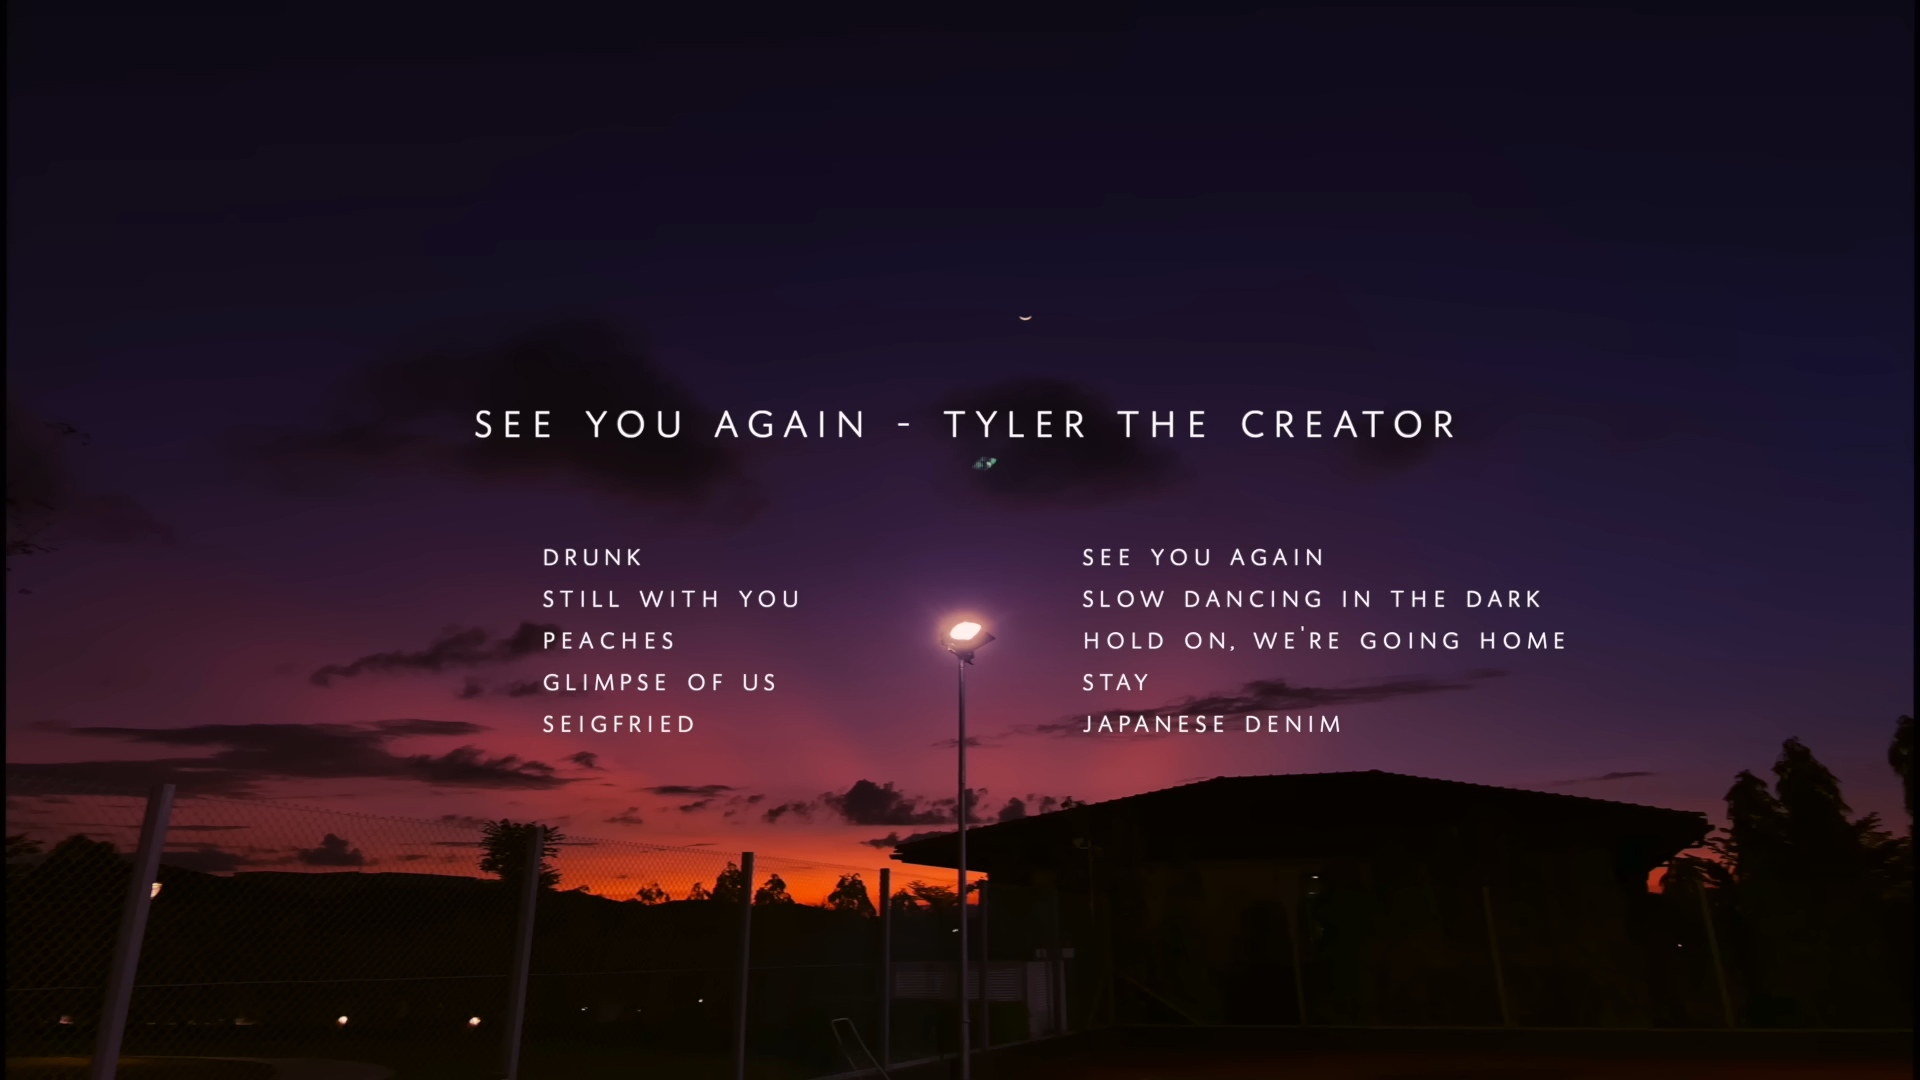 SEE YOU AGAIN - TYLER THE CREATOR
DRUNK
STILL WITH YOU
PEACHES
GLIMPSE OF US
SEIGFRIED
SEE YOU AGAIN
SLOW DANCING IN THE DARK
HOLD ON, WE'RE GOING HOME
STAY
JAPANESE DENIM